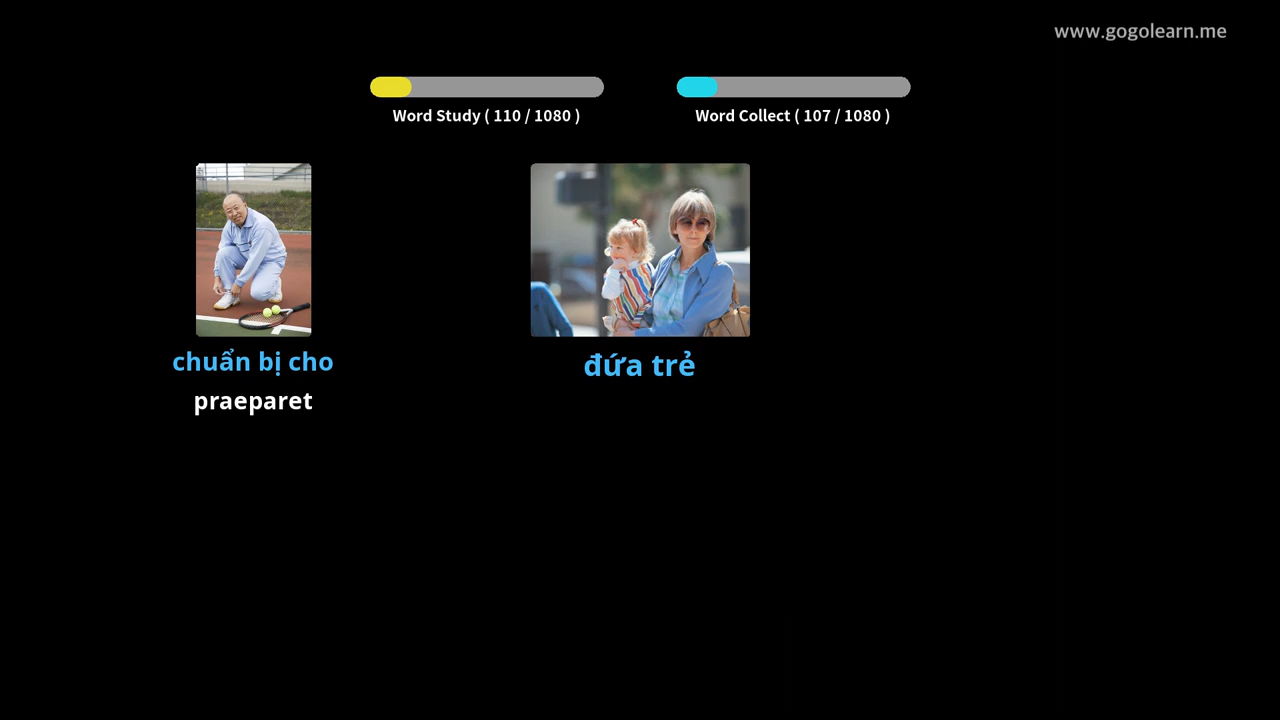 www.gogolearn.me
Word Study ( 110 / 1080 )
Word Collect ( 107 / 1080 )
chuẩn bị cho
praeparet
đứa trẻ